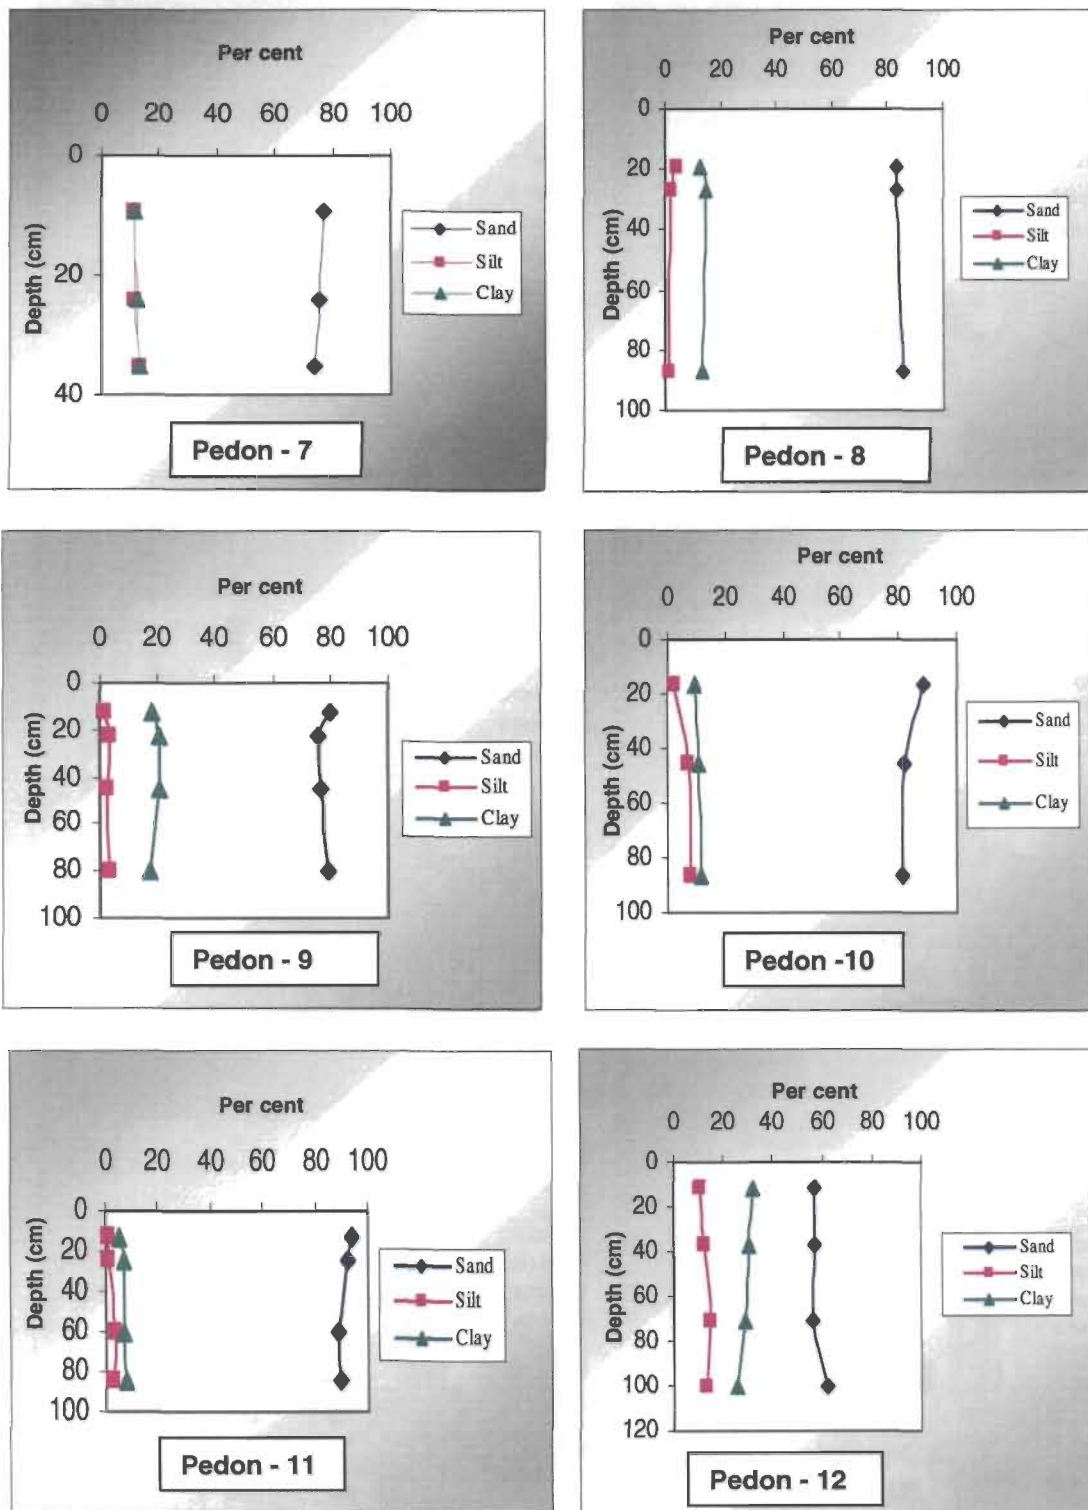 Per cent
0 20 40 60 80 100
0
20
40
Depth (cm)
Sand
Silt
Clay
Pedon - 7
Per cent
0 20 40 60 80 100
0
20
40
60
80
100
Depth (cm)
Sand
Silt
Clay
Pedon - 8
Per cent
0 20 40 60 80 100
0
20
40
60
80
100
Depth (cm)
Sand
Silt
Clay
Pedon - 9
Per cent
0 20 40 60 80 100
0
20
40
60
80
100
Depth (cm)
Sand
Silt
Clay
Pedon -10
Per cent
0 20 40 60 80 100
0
20
40
60
80
100
Depth (cm)
Sand
Silt
Clay
Pedon - 11
Per cent
0 20 40 60 80 100
0
20
40
60
80
100
120
Depth (cm)
Sand
Silt
Clay
Pedon - 12